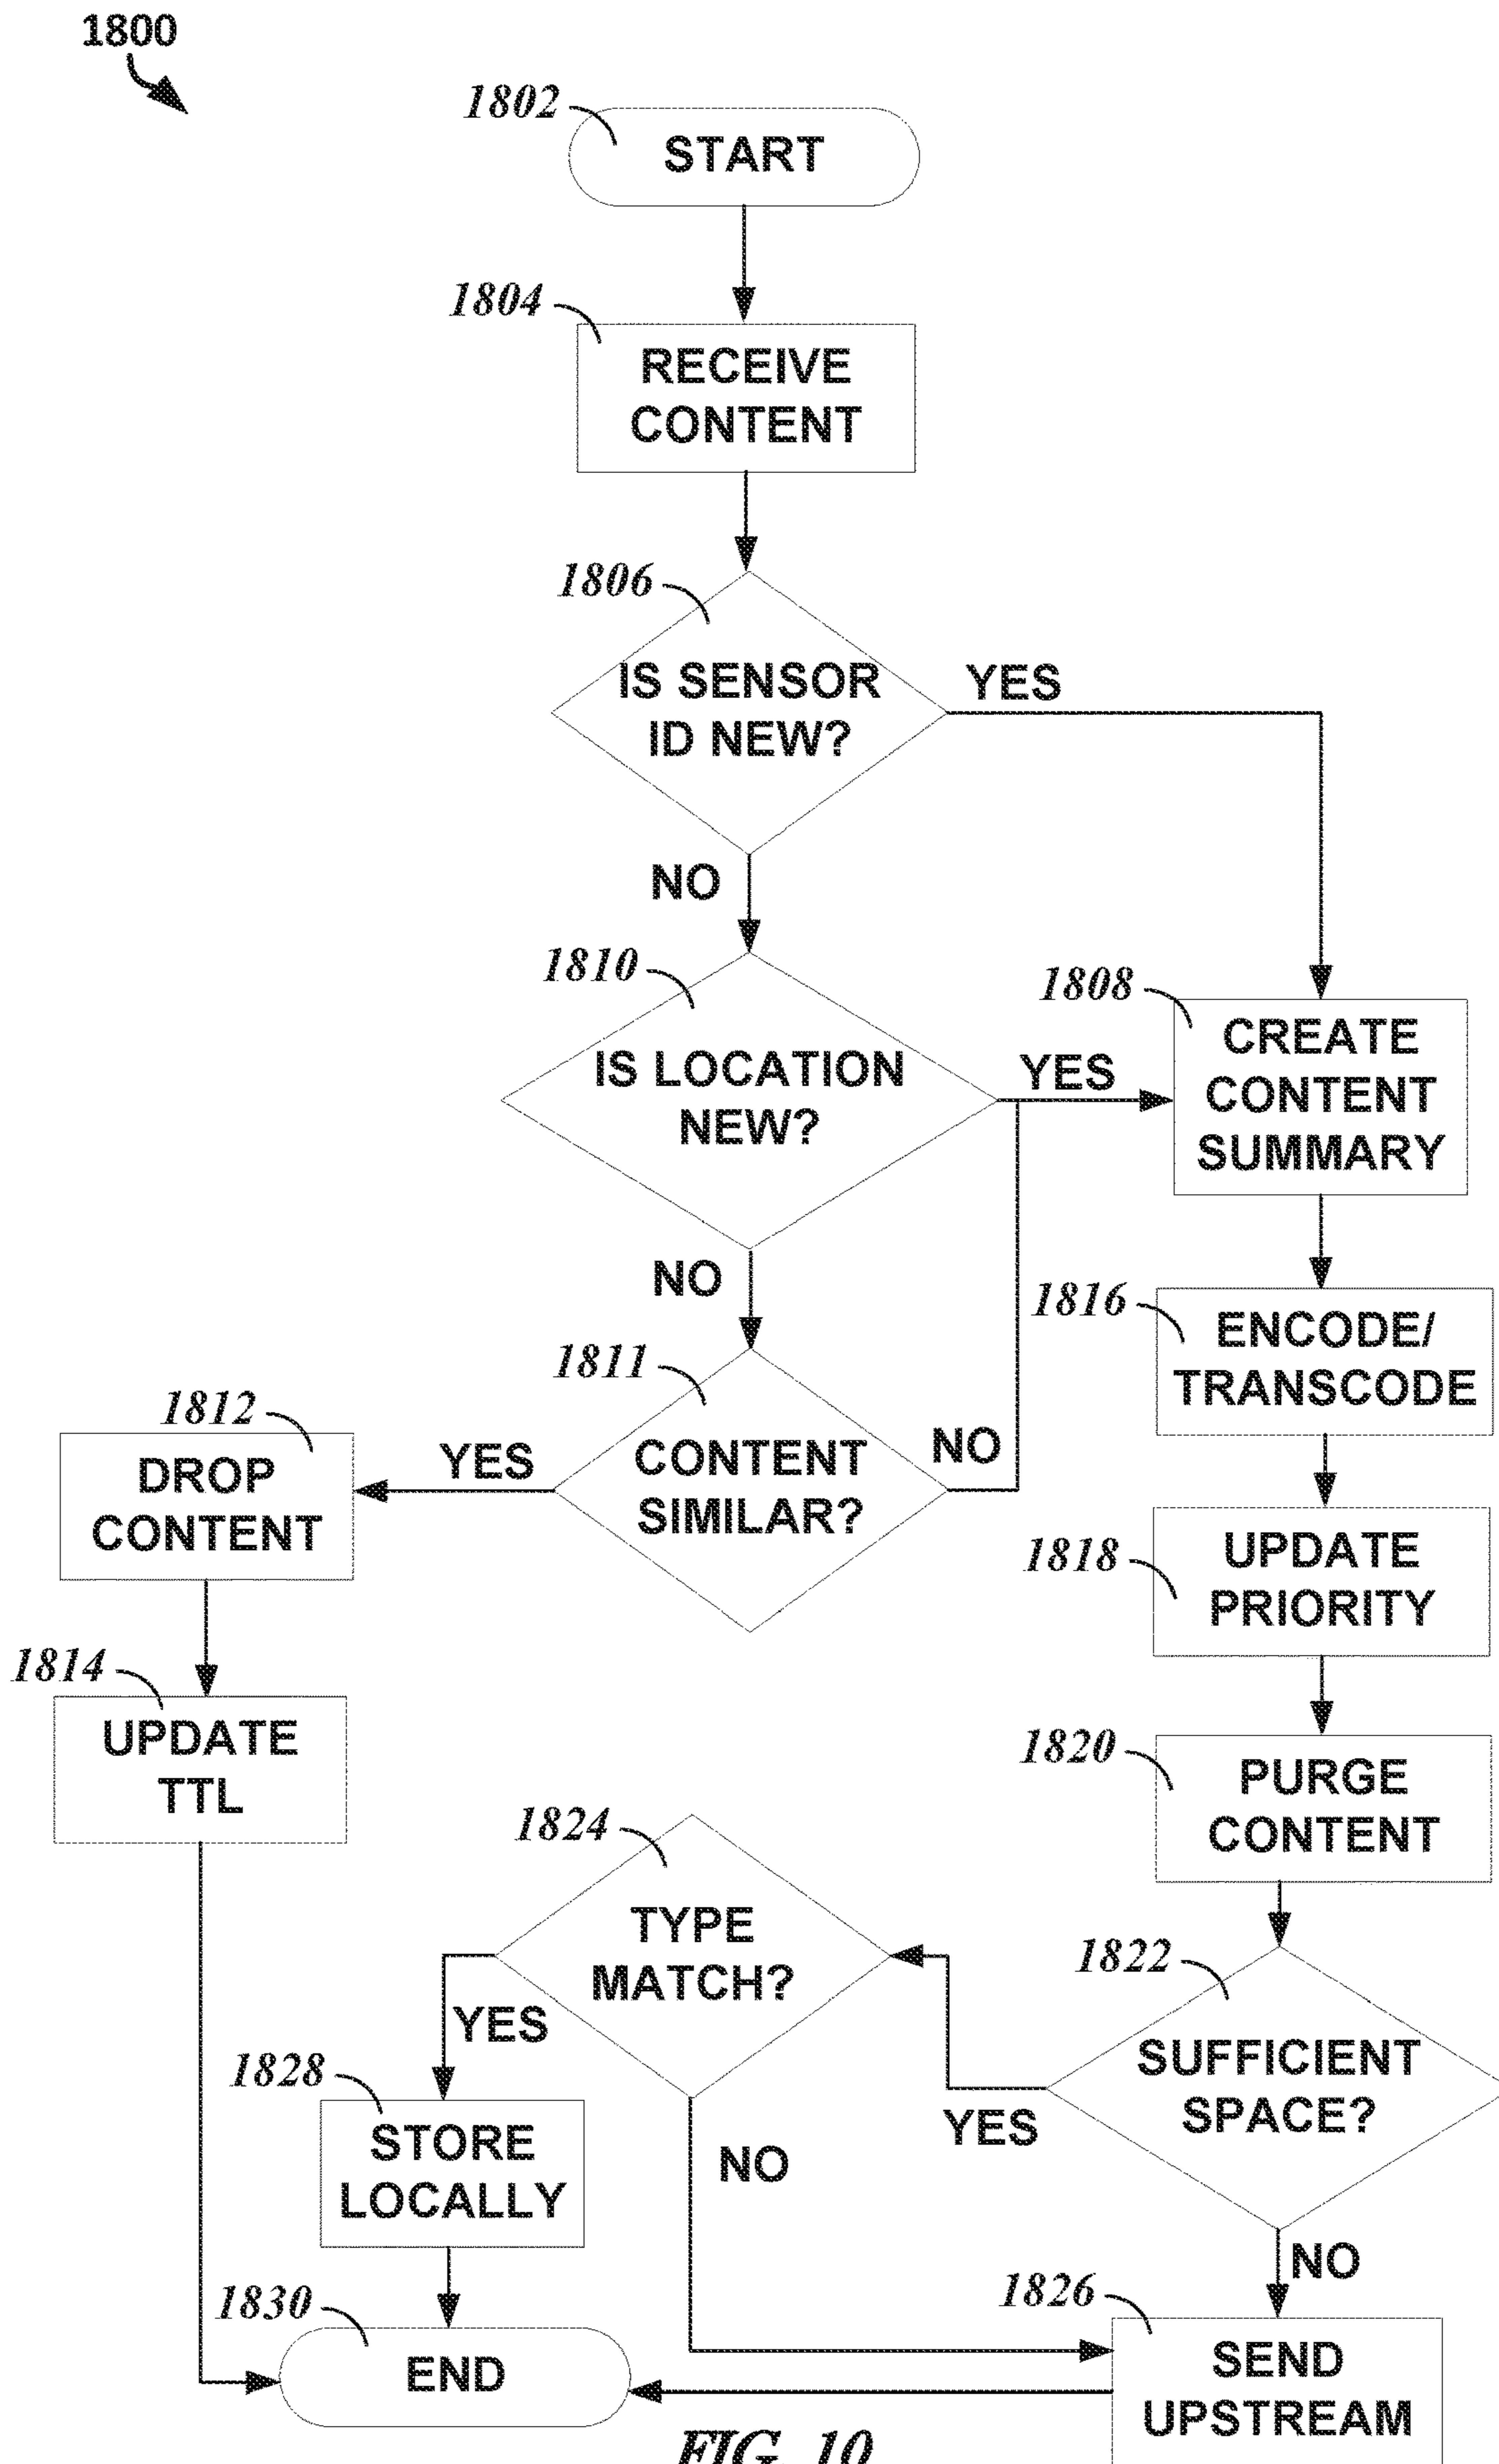 1800
1802
START
1804
RECEIVE
CONTENT
1806
IS SENSOR
ID NEW?
YES
NO
1810
IS LOCATION
NEW?
YES
1808
CREATE
CONTENT
SUMMARY
NO
1816
ENCODE/
TRANSCODE
1811
CONTENT
SIMILAR?
NO
YES
1812
DROP
CONTENT
1818
UPDATE
PRIORITY
1814
UPDATE
TTL
1820
PURGE
CONTENT
1824
TYPE
MATCH?
YES
NO
1822
SUFFICIENT
SPACE?
YES
NO
1828
STORE
LOCALLY
1826
SEND
UPSTREAM
1830
END
FIG. 10